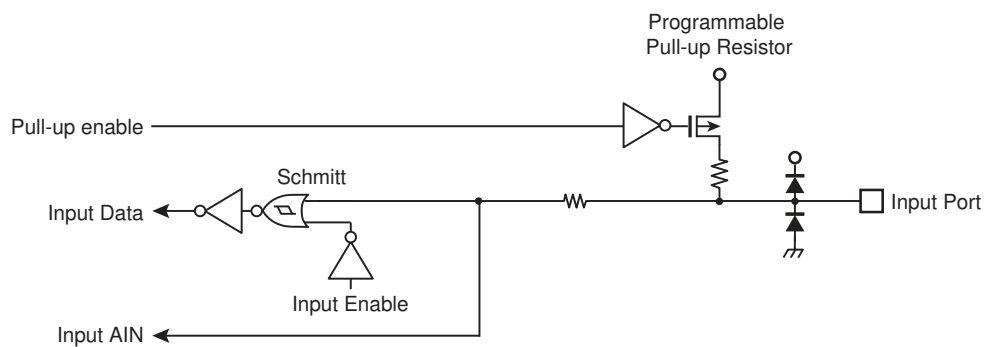 Programmable
Pull-up Resistor
Pull-up enable
Schmitt
Input Data
Input Port
Input Enable
Input AIN